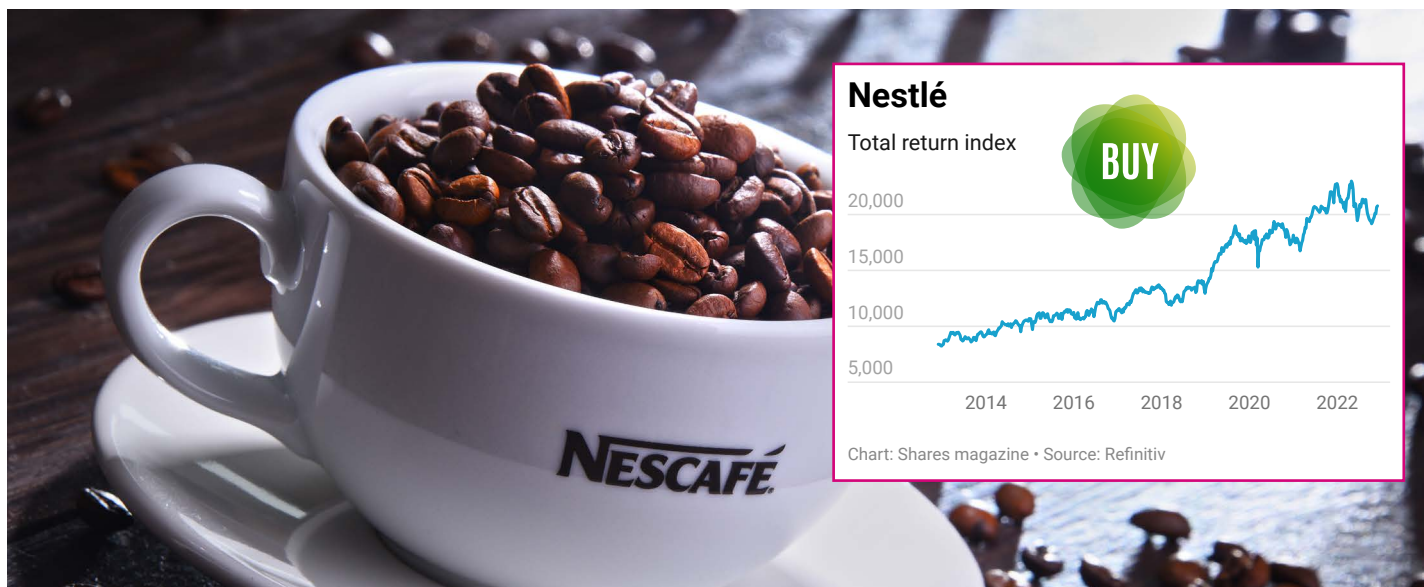 NESCAFÉ
Nestlé
Total return index
BUY
20,000
15,000
10,000
5,000
2014 2016 2018 2020 2022
Chart: Shares magazine • Source: Refinitiv